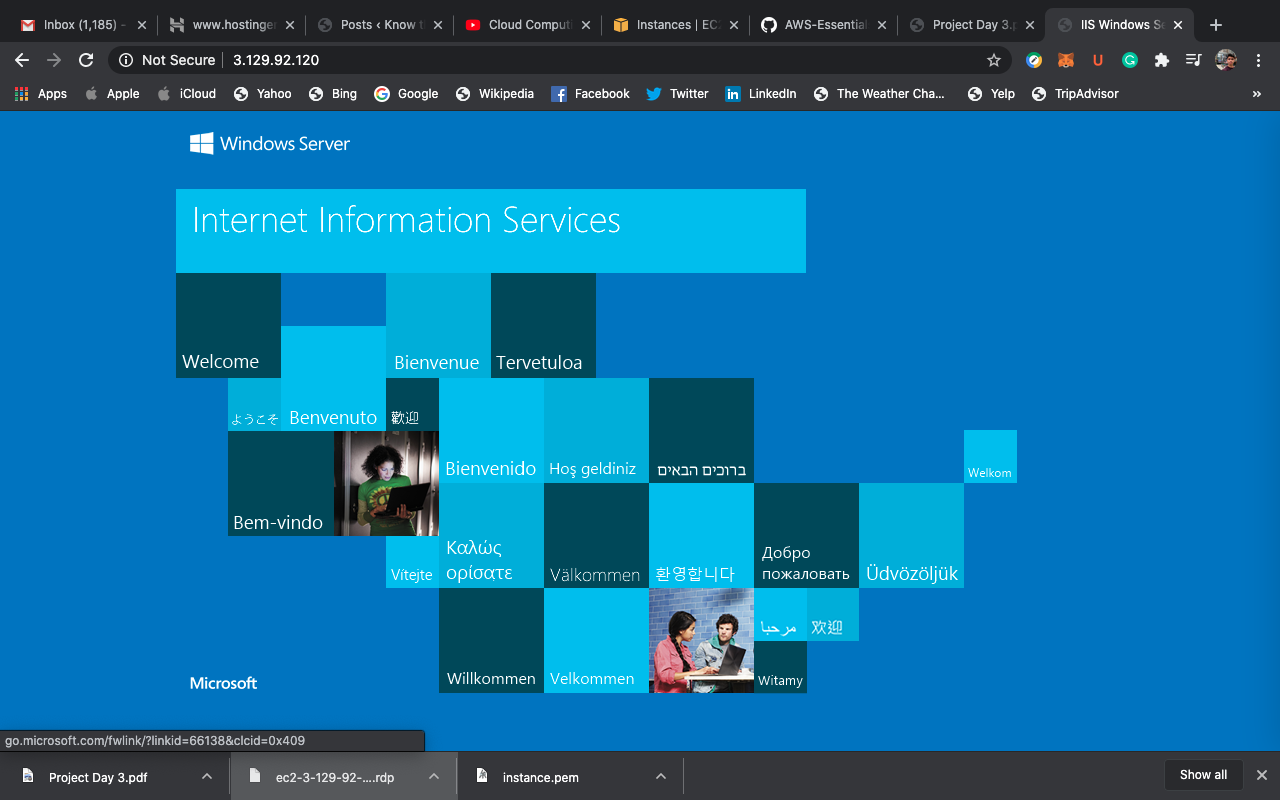 Inbox (1,185) -
www.hostinger
Posts ‹ Know t
Cloud Computi
Instances | EC2
AWS-Essential
Project Day 3.p
IIS Windows Se
Not Secure
3.129.92.120
Apps
Apple
iCloud
Yahoo
Bing
Google
Wikipedia
Facebook
Twitter
LinkedIn
The Weather Cha...
Yelp
TripAdvisor
»
Windows Server
Internet Information Services
Welcome
Bienvenue
Tervetuloa
ようこそ
Benvenuto
歡迎
Bienvenido
Hoş geldiniz
ברוכים הבאים
Welkom
Bem-vindo
Vítejte
Καλώς
ορίσατε
Välkommen
환영합니다
Добро
пожаловать
Üdvözöljük
Willkommen
Velkommen
مرحبا
欢迎
Witamy
Microsoft
go.microsoft.com/fwlink/?linkid=66138&clcid=0x409
Project Day 3.pdf
ec2-3-129-92-....rdp
instance.pem
Show all